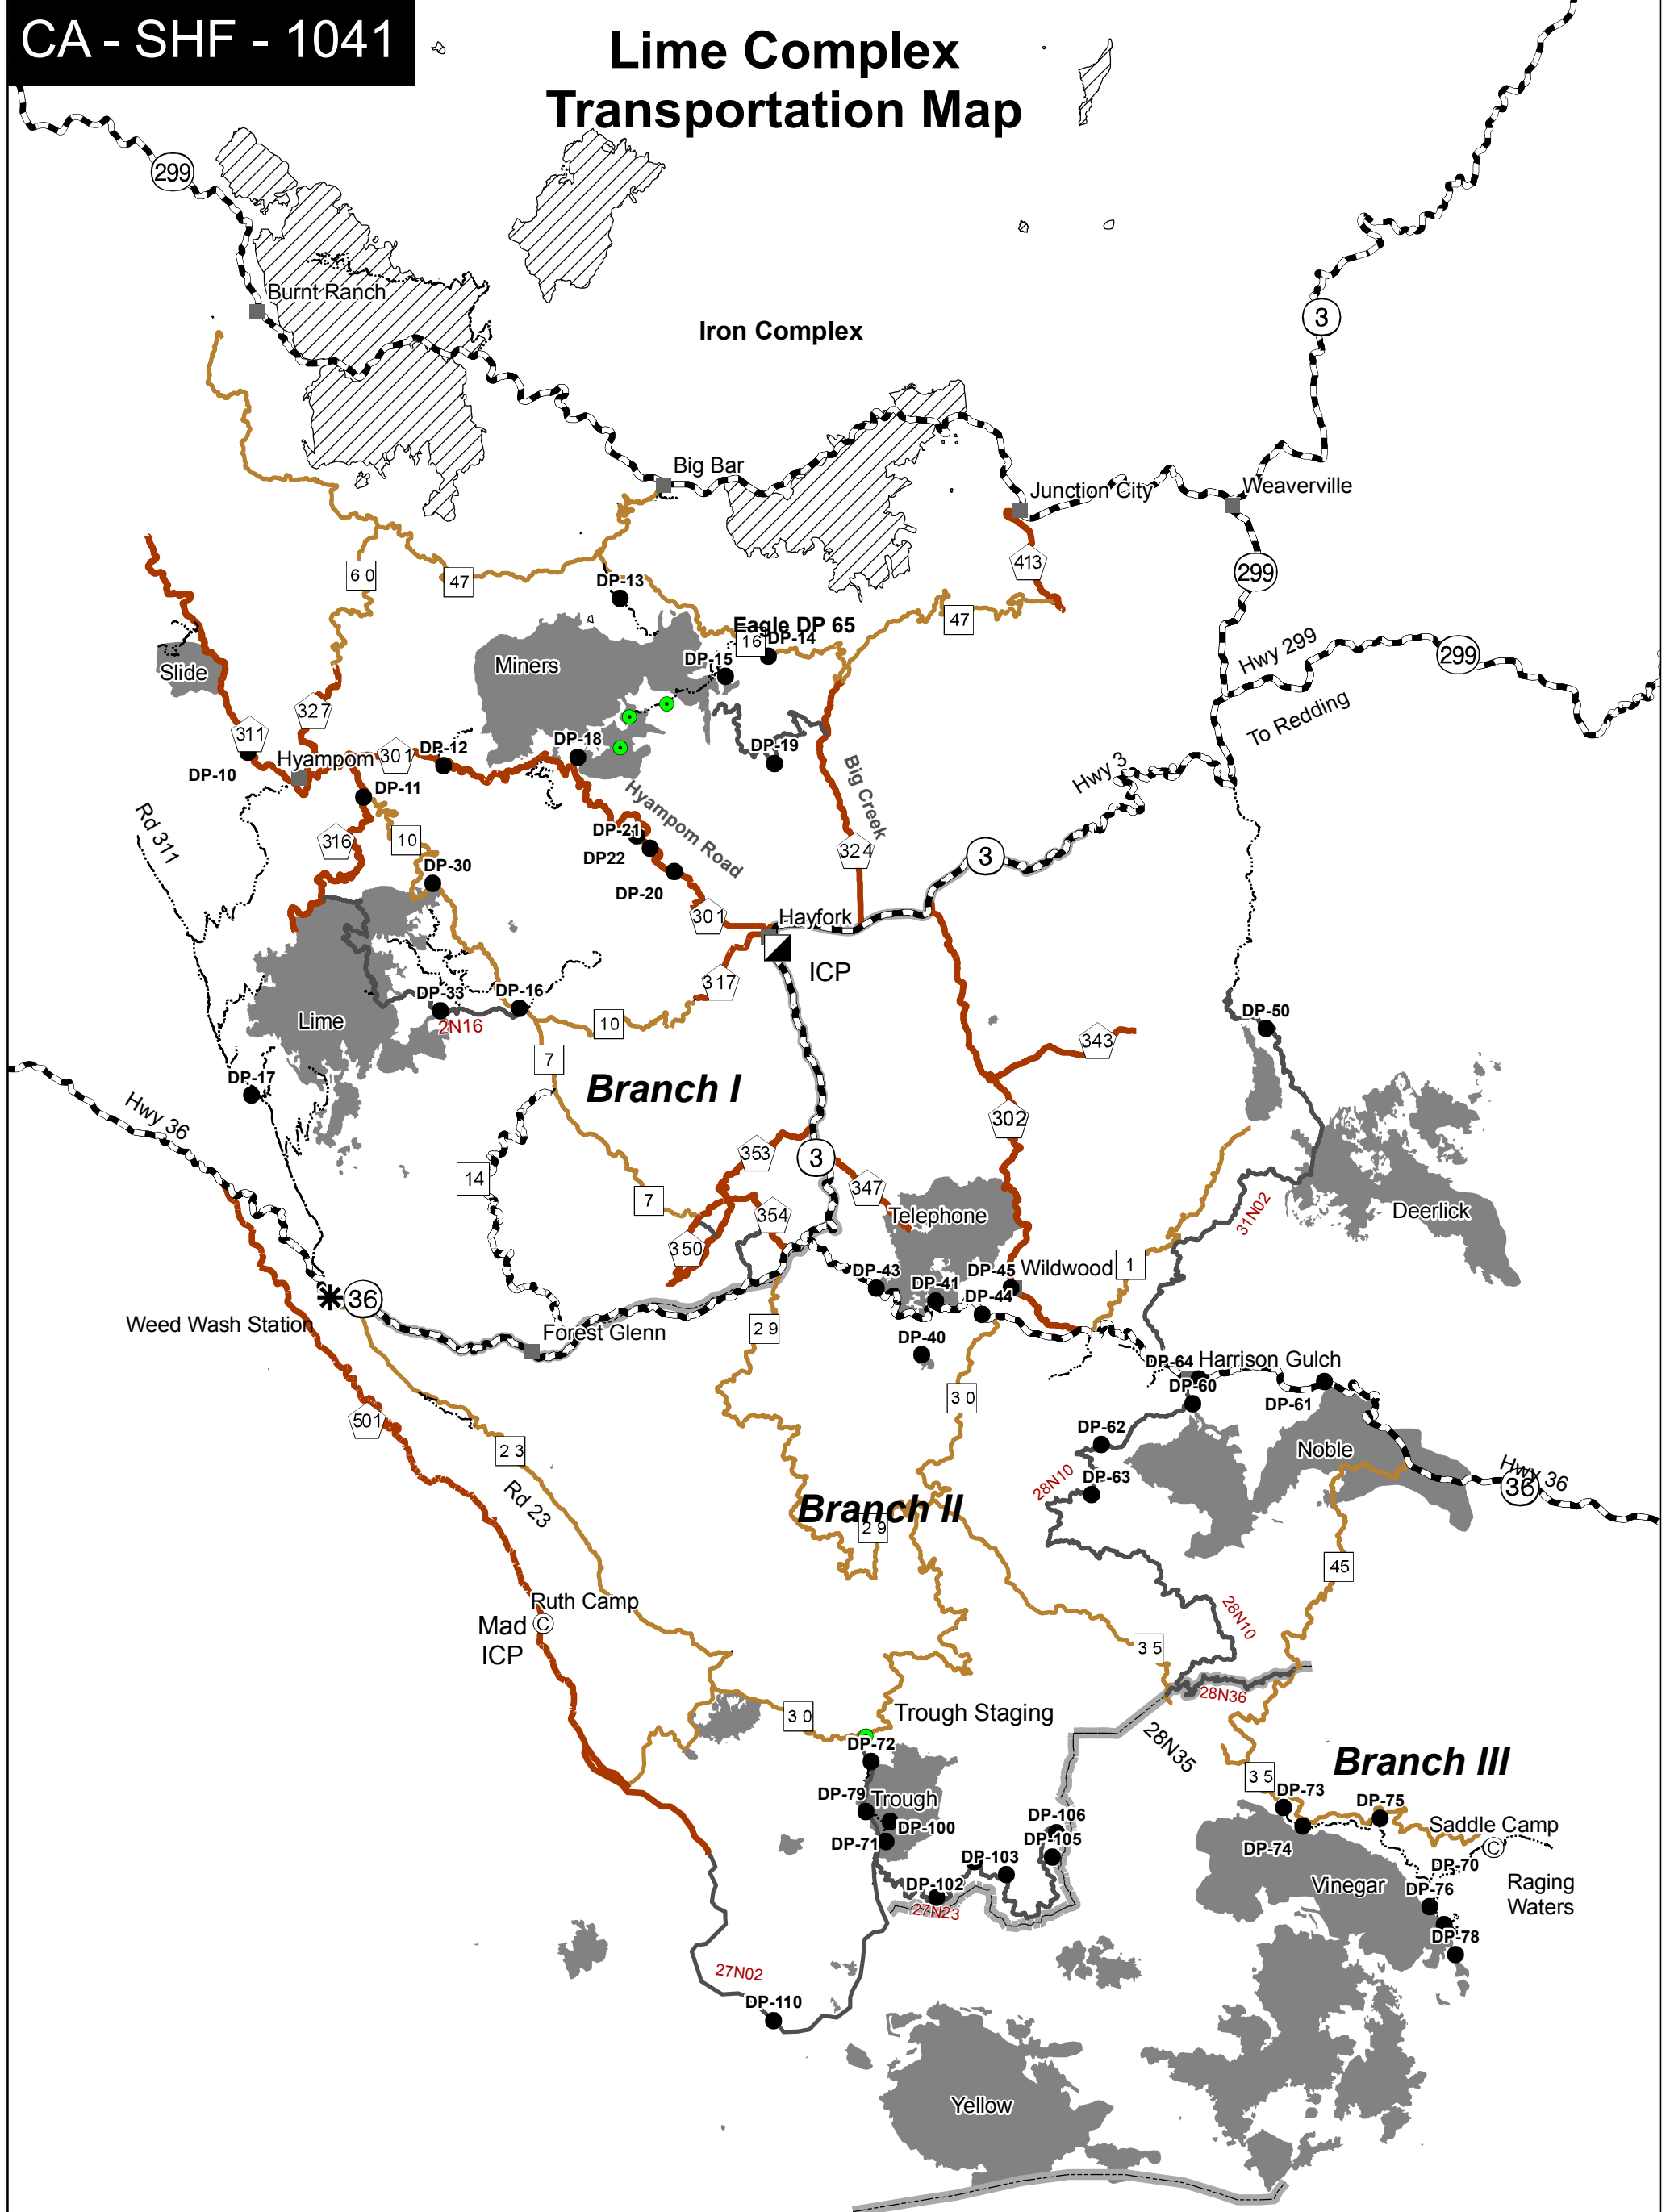 CA - SHF - 1041
Lime Complex
Transportation Map
299
Burnt Ranch
Iron Complex
3
Big Bar
Junction City
Weaverville
413
299
60
47
DP-13
47
Eagle DP 65
16
DP-14
Hwy 299
299
Miners
DP-15
Slide
To Redding
327
311
Hyampom
301
DP-12
DP-18
DP-19
DP-10
DP-11
Hwy 3
Big Creek
Hyampom Road
Rd 311
316
10
DP-21
DP22
324
3
DP-30
DP-20
301
Hayfork
ICP
317
DP-33
DP-16
2N16
Lime
10
DP-50
343
7
Branch I
DP-17
Hwy 36
302
353
3
14
347
7
354
Telephone
31N02
Deerlick
350
1
DP-43
DP-45
Wildwood
DP-41
DP-44
36
Weed Wash Station
29
Forest Glenn
DP-40
DP-64
Harrison Gulch
DP-60
30
DP-61
501
DP-62
23
Noble
28N10
DP-63
Hwy 36
36
Rd 23
Branch II
29
45
Ruth Camp
28N10
Mad
ICP
35
28N36
30
Trough Staging
28N35
DP-72
Branch III
35
DP-73
DP-79
Trough
DP-75
DP-106
DP-100
Saddle Camp
DP-71
DP-105
DP-74
DP-103
DP-70
DP-102
Vinegar
DP-76
Raging
Waters
27N23
DP-78
27N02
DP-110
Yellow
C
C